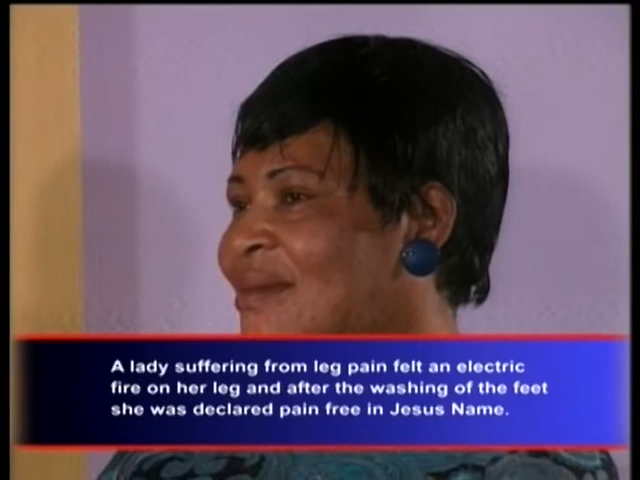 A lady suffering from leg pain felt an electric
fire on her leg and after the washing of the feet
she was declared pain free in Jesus Name.